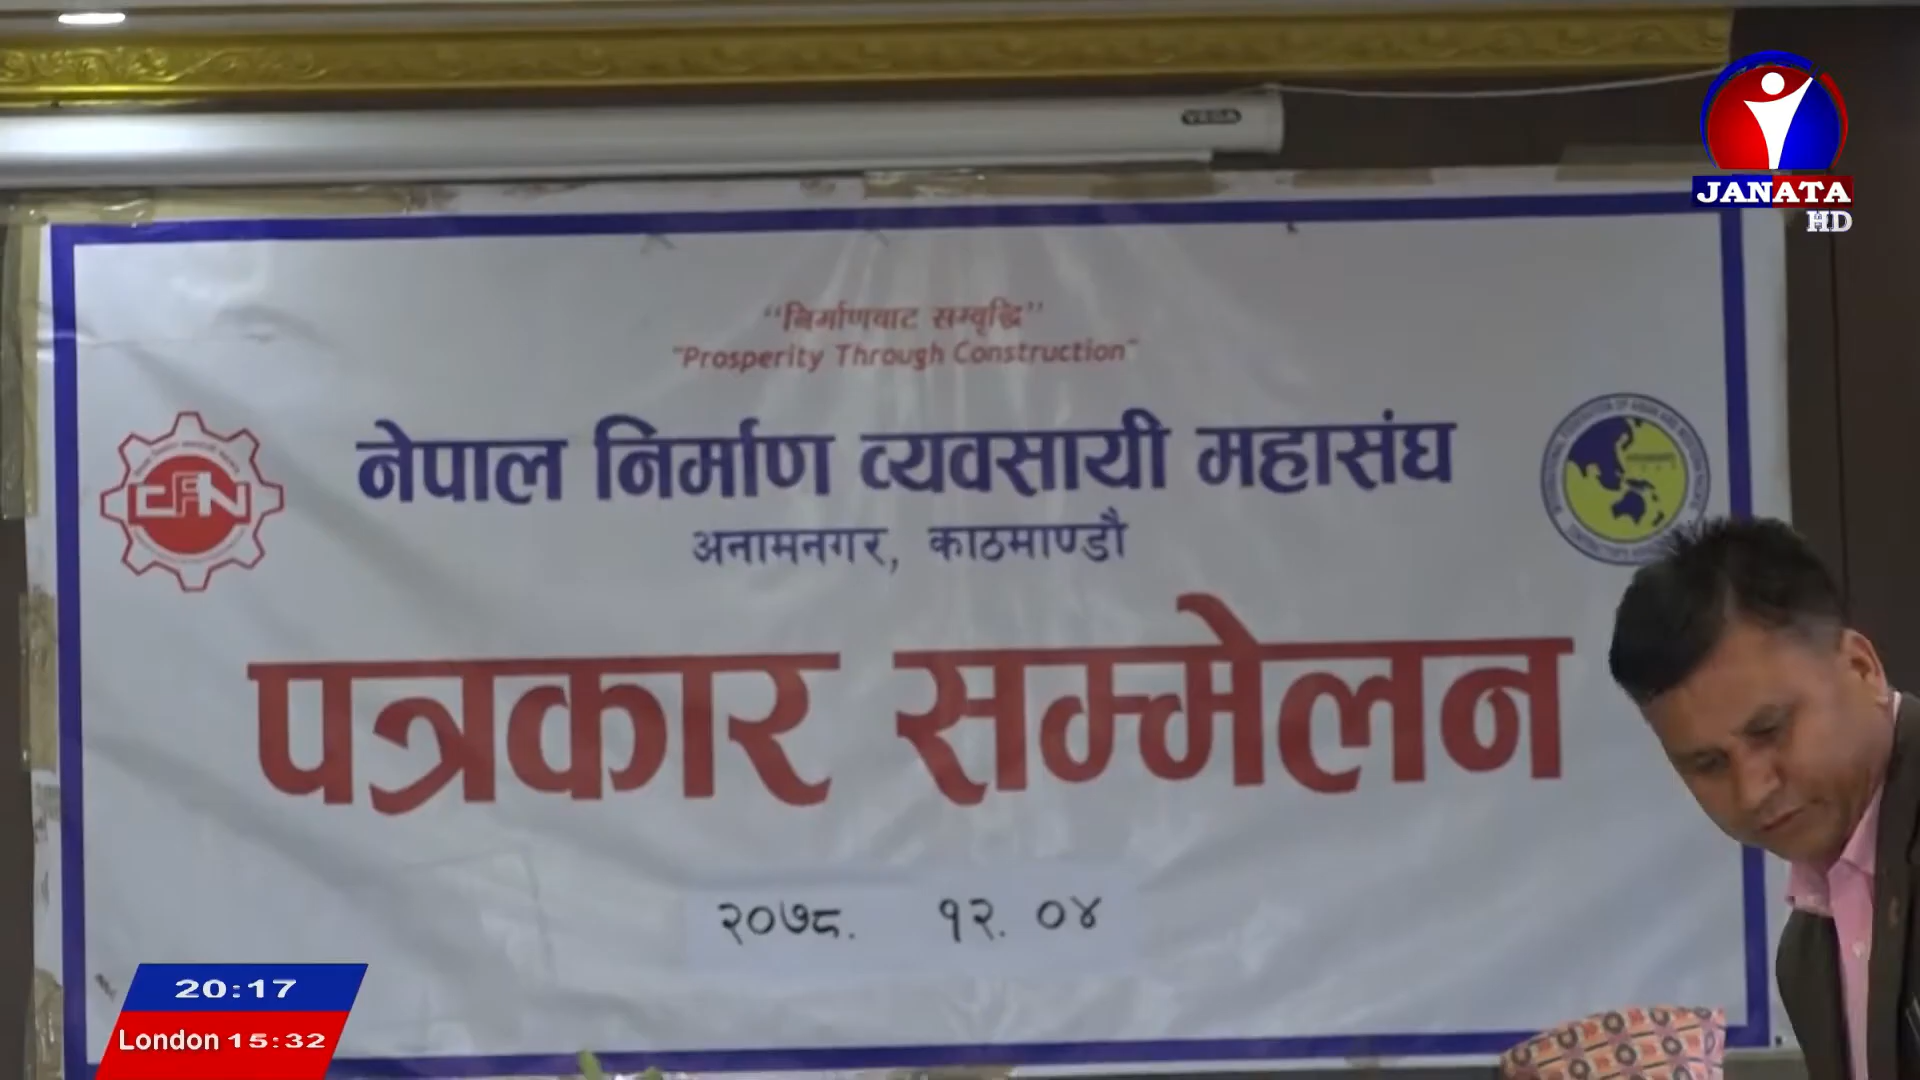 VEGA
JANATA
HD
“निर्माणबाट सम्वृद्धि”
"Prosperity Through Construction"
नेपाल निर्माण व्यवसायी महासंघ
अनामनगर, काठमाण्डौ
पत्रकार सम्मेलन
२०७८. १२. ०४
20:17
London 15:32